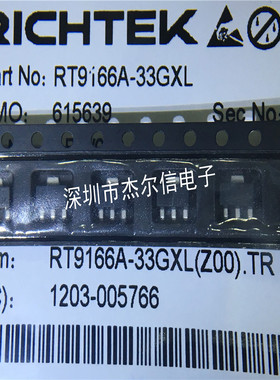 RICHTEK
art No: RT9i66A-33GXL
MO: 615639 Sec No:
深圳市杰尔信电子
m: RT9166A-33GXL(Z00).TR
C): 1203-005766